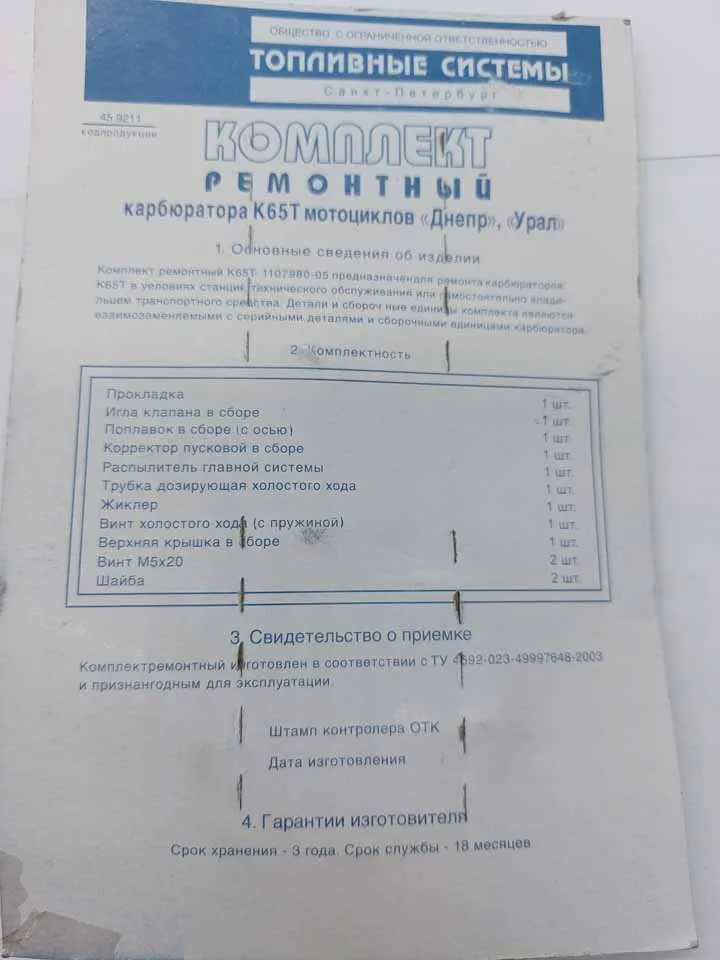 ОБЩЕСТВО С ОГРАНИЧЕННОЙ ОТВЕТСТВЕННОСТЬЮ
ТОПЛИВНЫЕ СИСТЕМЫ
Санкт-Петербург
45 9211
кодпродукции
КОМПЛЕКТ
РЕМОНТНЫЙ
карбюратора К65Т мотоциклов «Днепр», «Урал»
1. Основные сведения об изделии
Комплект ремонтный К65Т 1107980-05 предназначендля ремонта карбюраторов
К65Т в условиях станций технического обслуживания или самостоятельно владе-
льцем транспортного средства. Детали и сбороч ные единицы комплекта являются
взаимозаменяемыми с серийными деталями и сборочными единицами карбюратора.
2. Комплектность
Прокладка 1 шт.
Игла клапана в сборе 1 шт.
Поплавок в сборе (с осью) 1 шт.
Корректор пусковой в сборе 1 шт.
Распылитель главной системы 1 шт.
Трубка дозирующая холостого хода 1 шт.
Жиклер 1 шт.
Винт холостого хода (с пружиной) 1 шт.
Верхняя крышка в сборе 1 шт.
Винт М5х20 2 шт.
Шайба 2 шт.
3. Свидетельство о приемке
Комплектремонтный изготовлен в соответствии с ТУ 4592-023-49997648-2003
и признангодным для эксплуатации.
Штамп контролера ОТК
Дата изготовления
4. Гарантии изготовителя
Срок хранения - 3 года. Срок службы - 18 месяцев